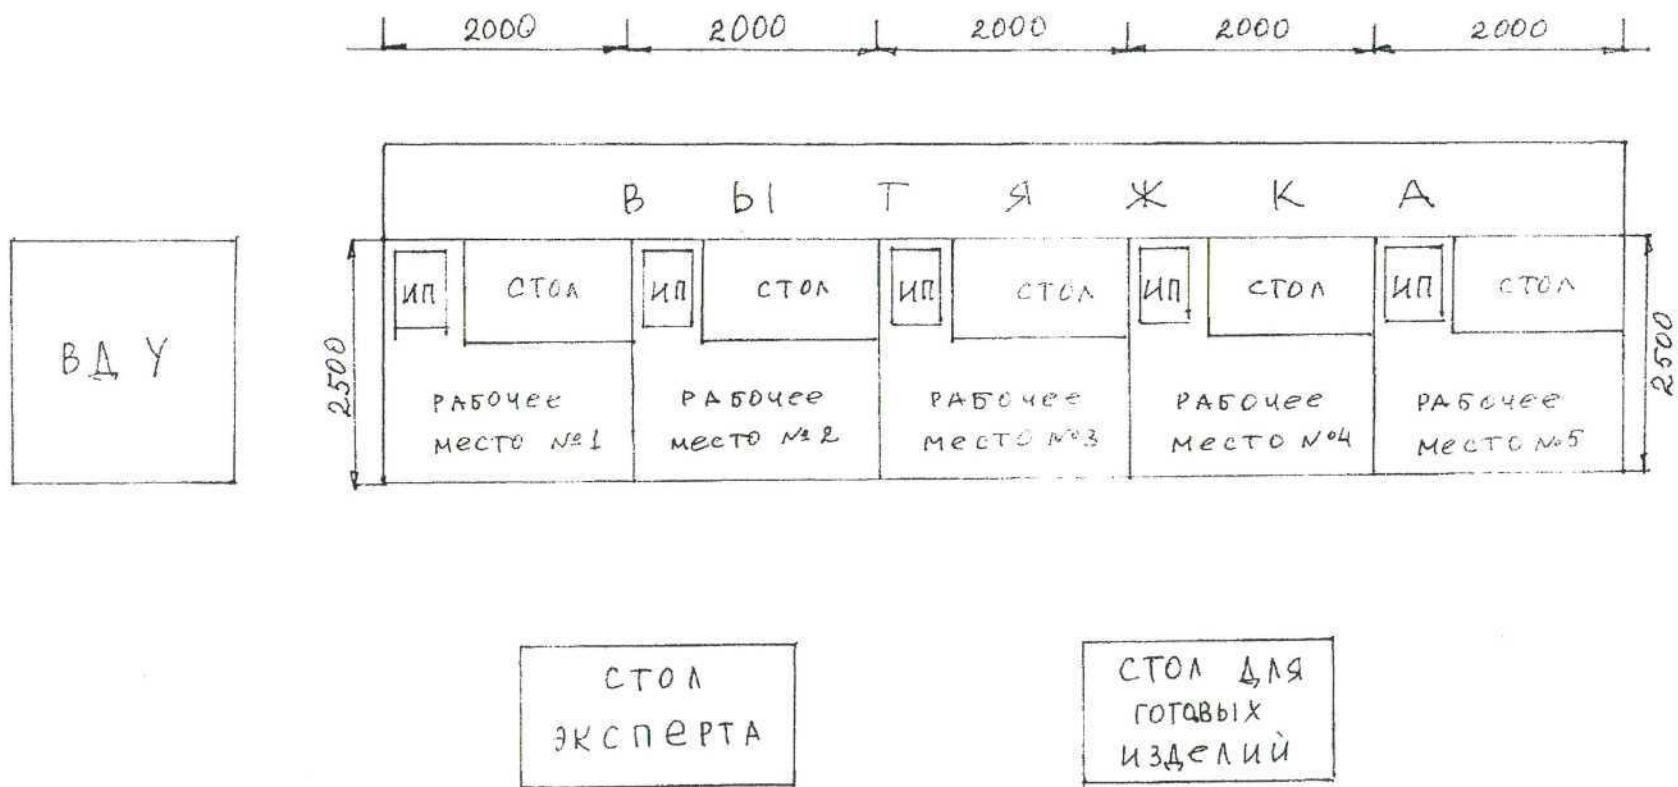 2000 2000 2000 2000 2000
ВЫТЯЖКА
ВДУ
2500
ИП СТОЛ ИП СТОЛ ИП СТОЛ ИП СТОЛ ИП СТОЛ
2500
РАБОЧЕЕ
МЕСТО №1
РАБОЧЕЕ
МЕСТО №2
РАБОЧЕЕ
МЕСТО №3
РАБОЧЕЕ
МЕСТО №4
РАБОЧЕЕ
МЕСТО №5
СТОЛ
ЭКСПЕРТА
СТОЛ ДЛЯ
ГОТОВЫХ
ИЗДЕЛИЙ